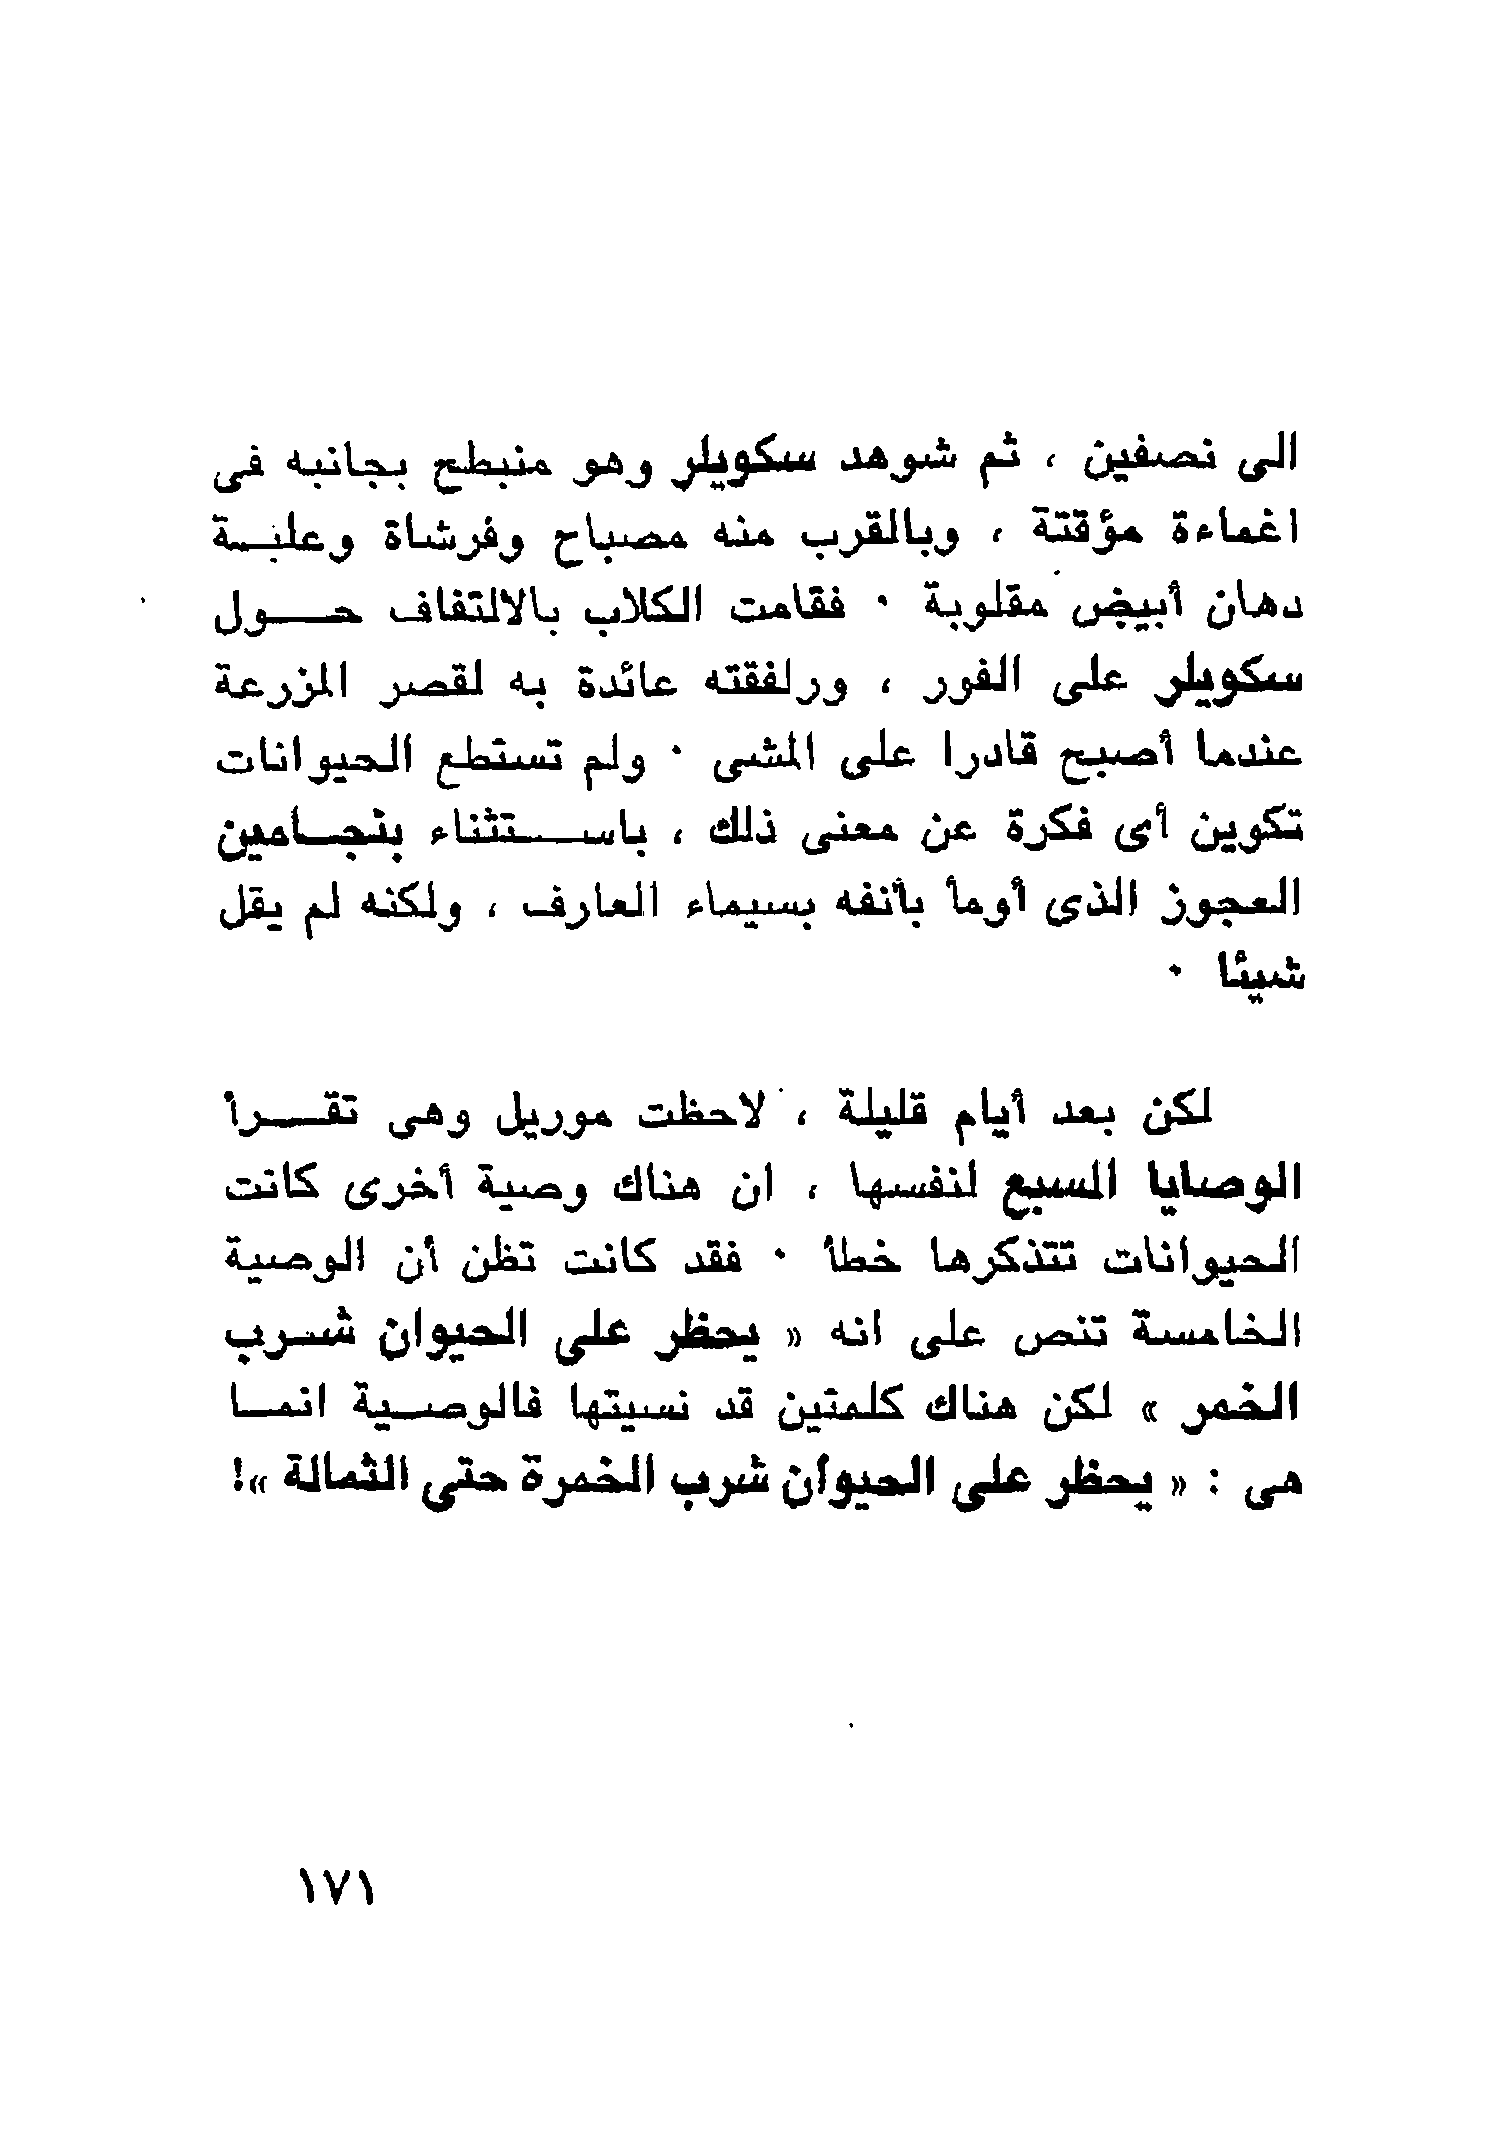 الى نصفين ، ثم شوهد سكويلر وهو منبطح بجانبه فى
اغماءة مؤقتة ، وبالقرب منه مصباح وفرشاة وعلبة
دهان أبيض مقلوبة ٠ فقامت الكلاب بالالتفاف حول
سكويلر على الفور ، ورلفقته عائدة به لقصر المزرعة
عندما أصبح قادرا على المشى ٠ ولم تستطع الحيوانات
تكوين أى فكرة عن معنى ذلك ، باستثناء بنجامين
العجوز الذى أومأ بأنفه بسيماء العارف ، ولكنه لم يقل
شيئا ٠
لكن بعد أيام قليلة ، لاحظت موريل وهى تقرأ
الوصايا السبع لنفسها ، ان هناك وصية أخرى كانت
الحيوانات تتذكرها خطأ ٠ فقد كانت تظن أن الوصية
الخامسة تنص على انه « يحظر على الحيوان شرب
الخمر » لكن هناك كلمتين قد نسيتها فالوصية انما
هى : « يحظر على الحيوان شرب الخمرة حتى الثمالة »!
١٧١